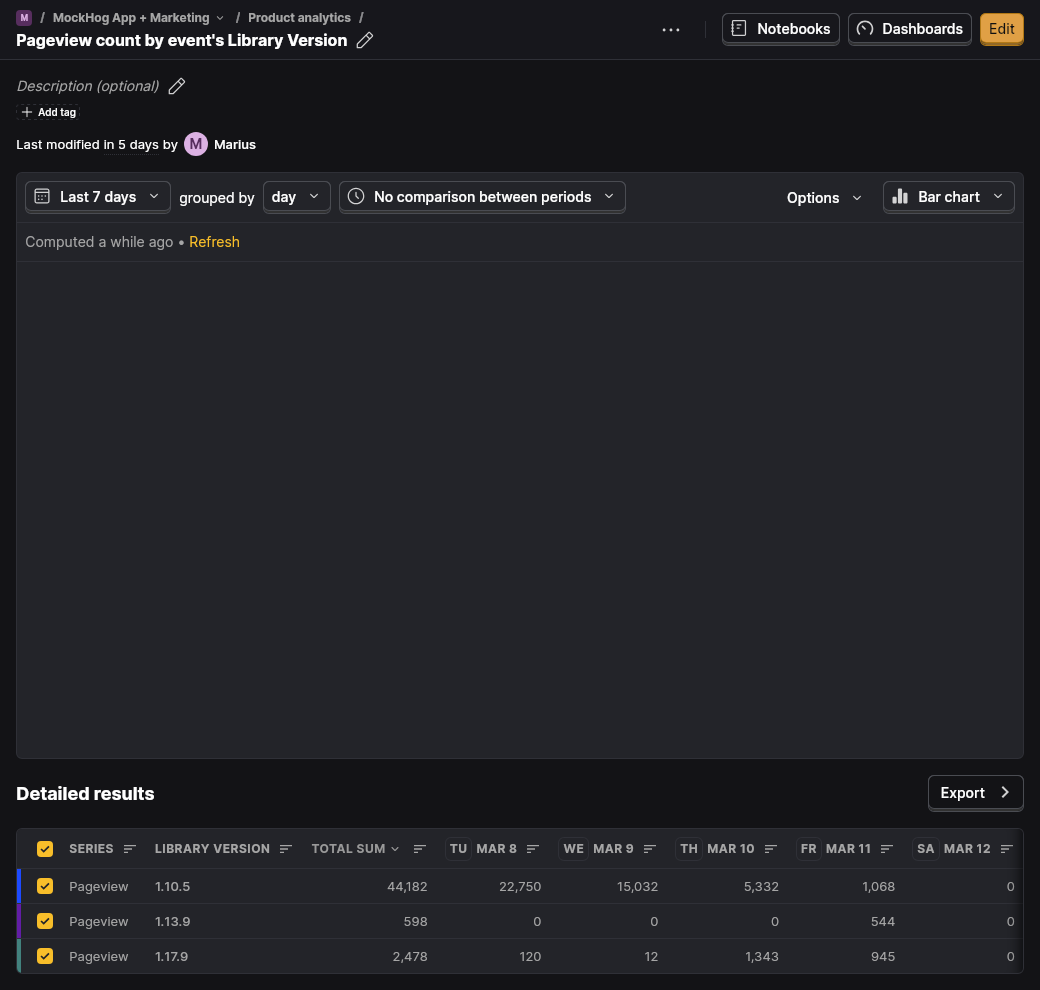 M / MockHog App + Marketing / Product analytics /
Pageview count by event's Library Version
Notebooks Dashboards Edit
Description (optional)
Add tag
Last modified in 5 days by M Marius
Last 7 days grouped by day No comparison between periods Options Bar chart
Computed a while ago • Refresh
Detailed results
Export
SERIES LIBRARY VERSION TOTAL SUM TU MAR 8 WE MAR 9 TH MAR 10 FR MAR 11 SA MAR 12
Pageview 1.10.5 44,182 22,750 15,032 5,332 1,068 0
Pageview 1.13.9 598 0 0 0 544 0
Pageview 1.17.9 2,478 120 12 1,343 945 0